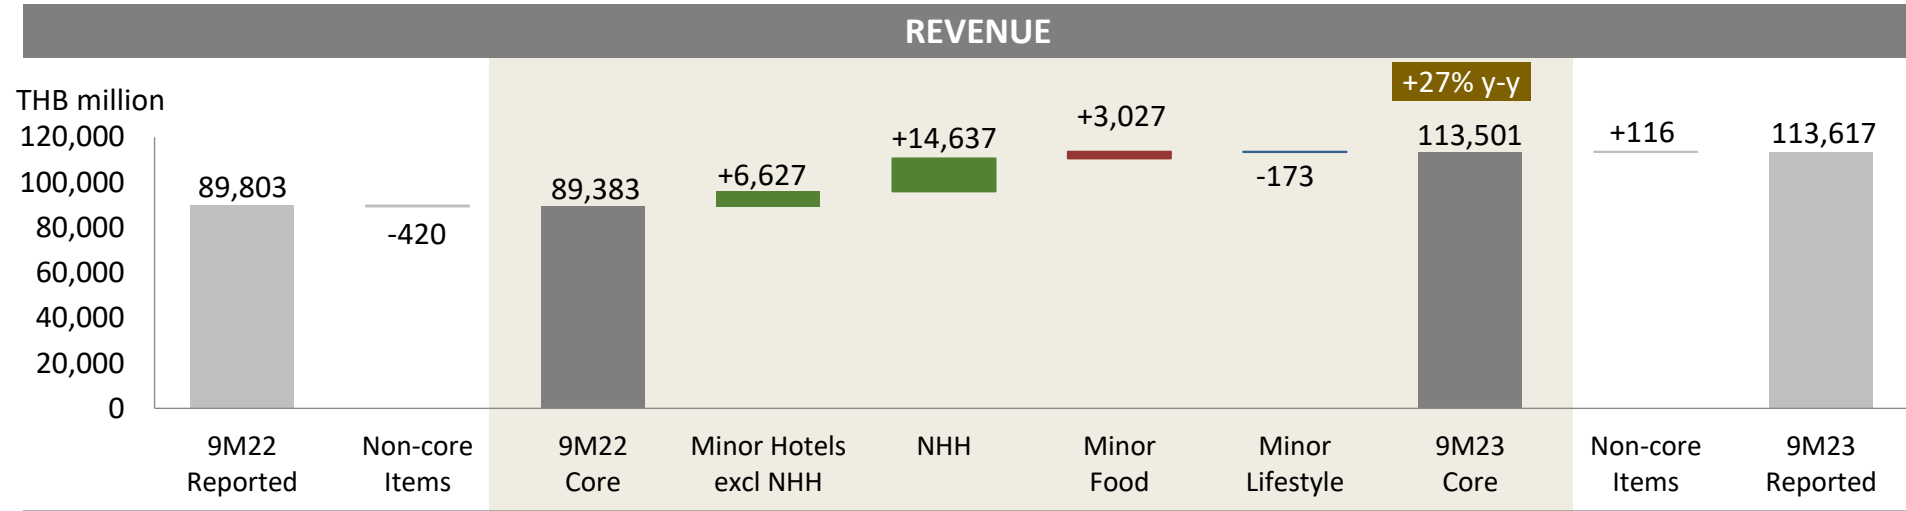 REVENUE
THB million
+27% y-y
120,000
100,000
80,000
60,000
40,000
20,000
0
89,803
-420
89,383
+6,627
+14,637
+3,027
-173
113,501
+116
113,617
9M22
Reported
Non-core
Items
9M22
Core
Minor Hotels
excl NHH
NHH
Minor
Food
Minor
Lifestyle
9M23
Core
Non-core
Items
9M23
Reported